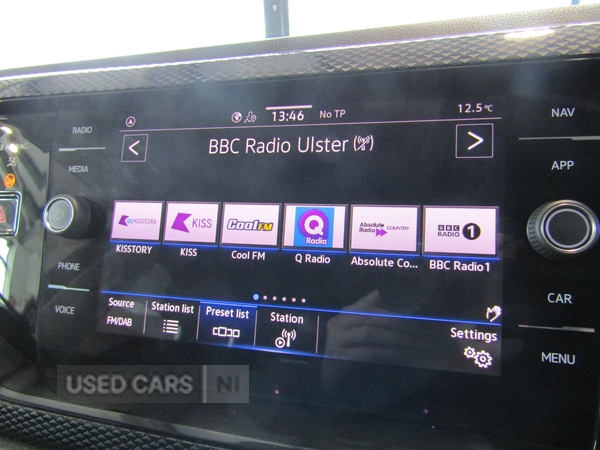 RADIO
MEDIA
PHONE
VOICE
No TP
13:46
12.5°C
<
BBC Radio Ulster
>
KISSTORY
KISS
Cool FM
Q
Radio
Absolute
Radio
COUNTRY
BBC
RADIO
1
KISSTORY
KISS
Cool FM
Q Radio
Absolute Co...
BBC Radio1
Source
FM/DAB
Station list
Preset list
Station
Settings
NAV
APP
CAR
MENU
USED CARS NI